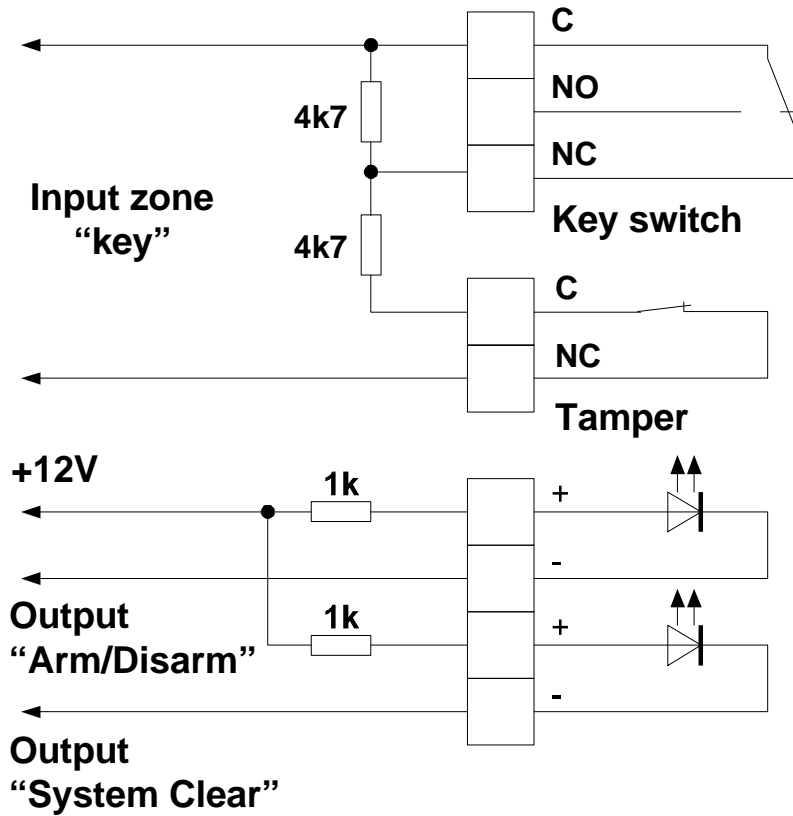 C
NO
4k7
NC
Input zone
“key”
Key switch
4k7
C
NC
Tamper
+12V
1k
+
-
Output
“Arm/Disarm”
1k
+
-
Output
“System Clear”